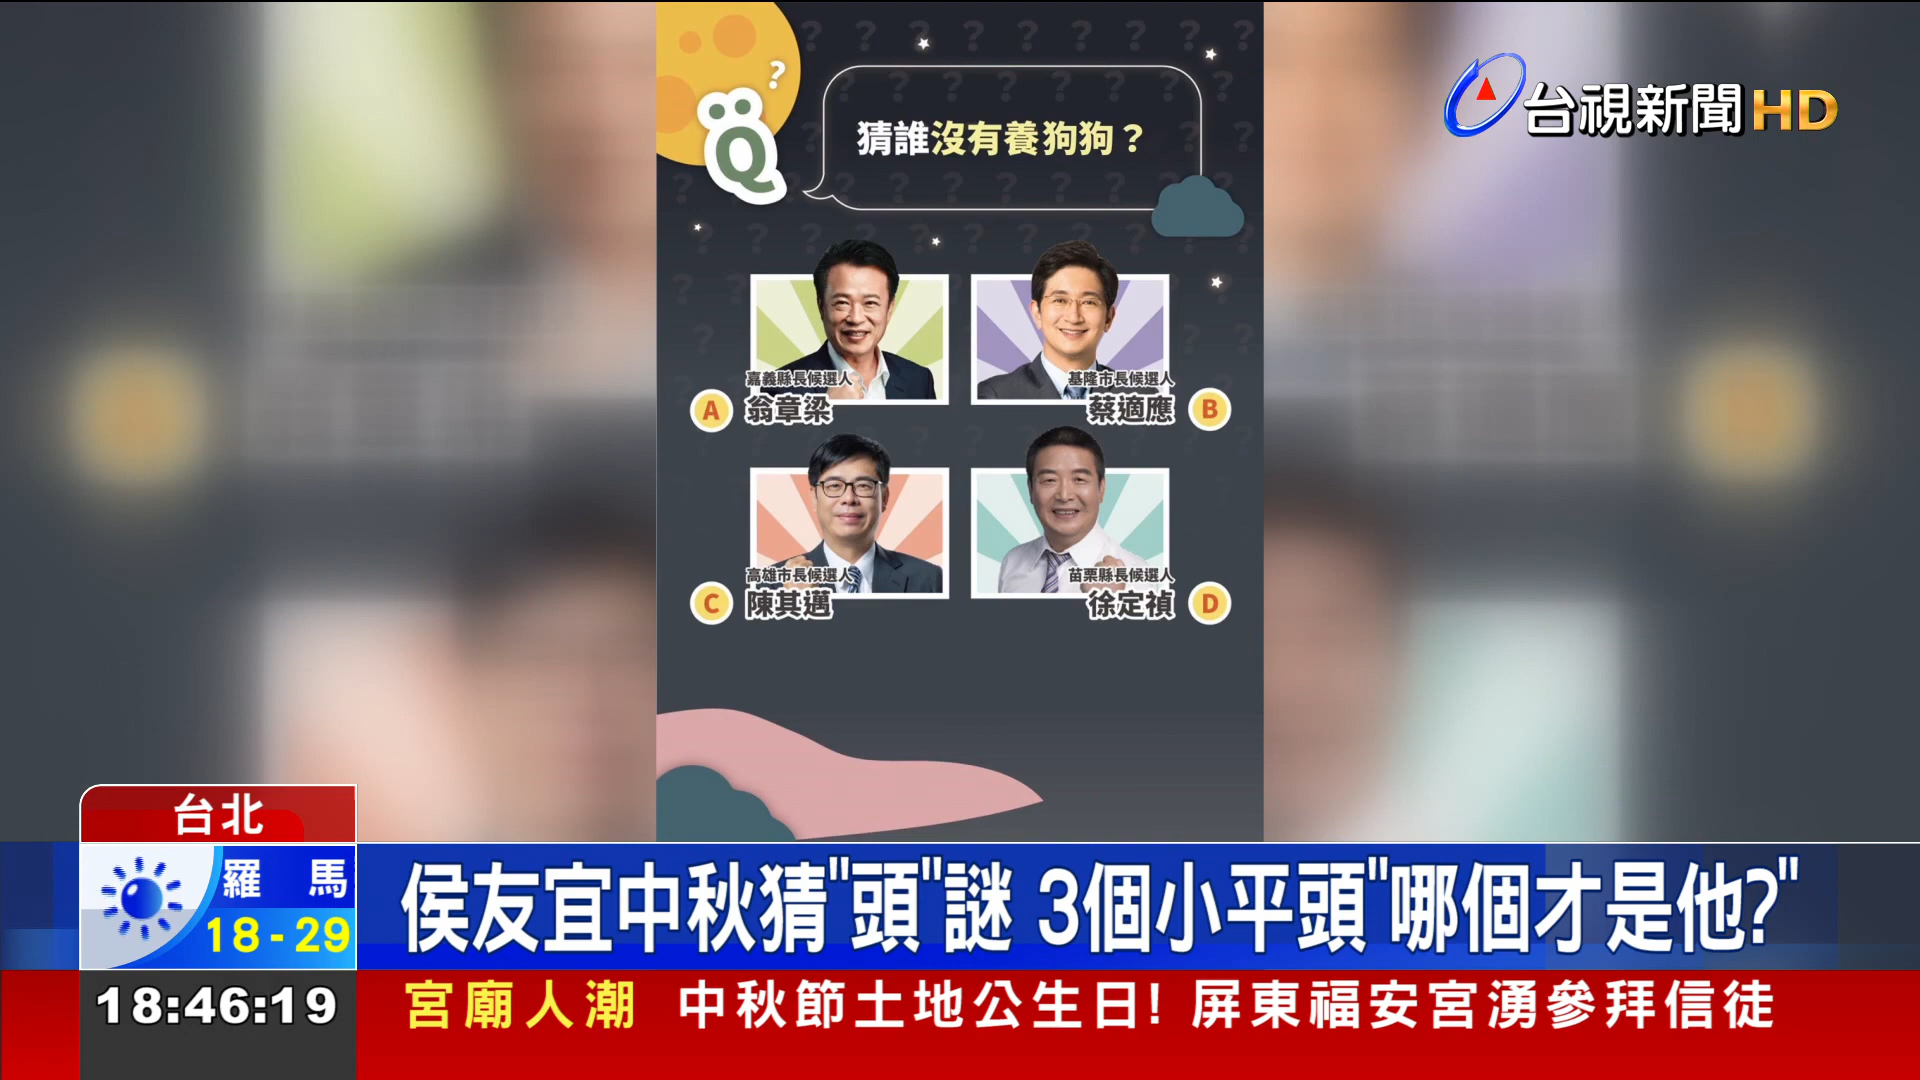 台視新聞HD
Q
?
猜誰沒有養狗狗？
嘉義縣長候選人
A 翁章梁
基隆市長候選人
蔡適應 B
高雄市長候選人
C 陳其邁
苗栗縣長候選人
徐定禎 D
台北
羅馬
18-29
侯友宜中秋猜"頭"謎 3個小平頭"哪個才是他?"
18:46:19
宮廟人潮 中秋節土地公生日! 屏東福安宮湧參拜信徒